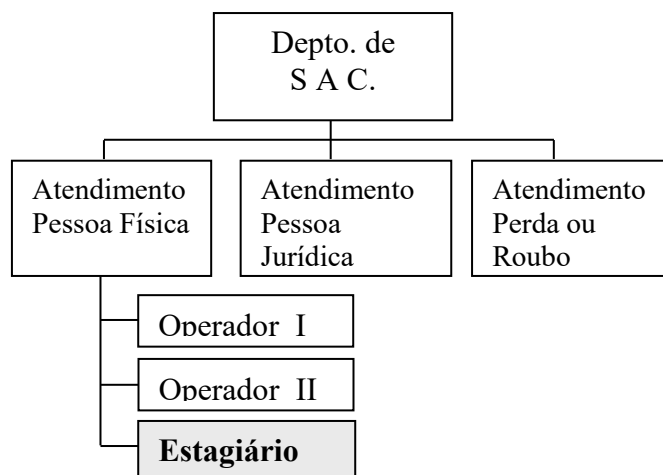 Depto. de
S A C.
Atendimento
Pessoa Física
Atendimento
Pessoa
Jurídica
Atendimento
Perda ou
Roubo
Operador I
Operador II
Estagiário